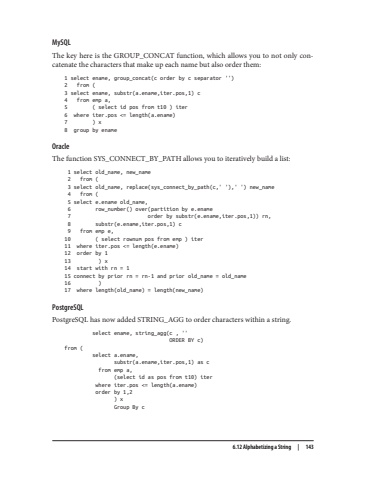 MySQL
The key here is the GROUP_CONCAT function, which allows you to not only con-
catenate the characters that make up each name but also order them:
1 select ename, group_concat(c order by c separator '')
2 from (
3 select ename, substr(a.ename,iter.pos,1) c
4 from emp a,
5 ( select id pos from t10 ) iter
6 where iter.pos <= length(a.ename)
7 ) x
8 group by ename
Oracle
The function SYS_CONNECT_BY_PATH allows you to iteratively build a list:
1 select old_name, new_name
2 from (
3 select old_name, replace(sys_connect_by_path(c,' '),' ') new_name
4 from (
5 select e.ename old_name,
6 row_number() over(partition by e.ename
7 order by substr(e.ename,iter.pos,1)) rn,
8 substr(e.ename,iter.pos,1) c
9 from emp e,
10 ( select rownum pos from emp ) iter
11 where iter.pos <= length(e.ename)
12 order by 1
13 ) x
14 start with rn = 1
15 connect by prior rn = rn-1 and prior old_name = old_name
16 )
17 where length(old_name) = length(new_name)
PostgreSQL
PostgreSQL has now added STRING_AGG to order characters within a string.
select ename, string_agg(c , ''
ORDER BY c)
from (
select a.ename,
substr(a.ename,iter.pos,1) as c
from emp a,
(select id as pos from t10) iter
where iter.pos <= length(a.ename)
order by 1,2
) x
Group By c
6.12 Alphabetizing a String | 143